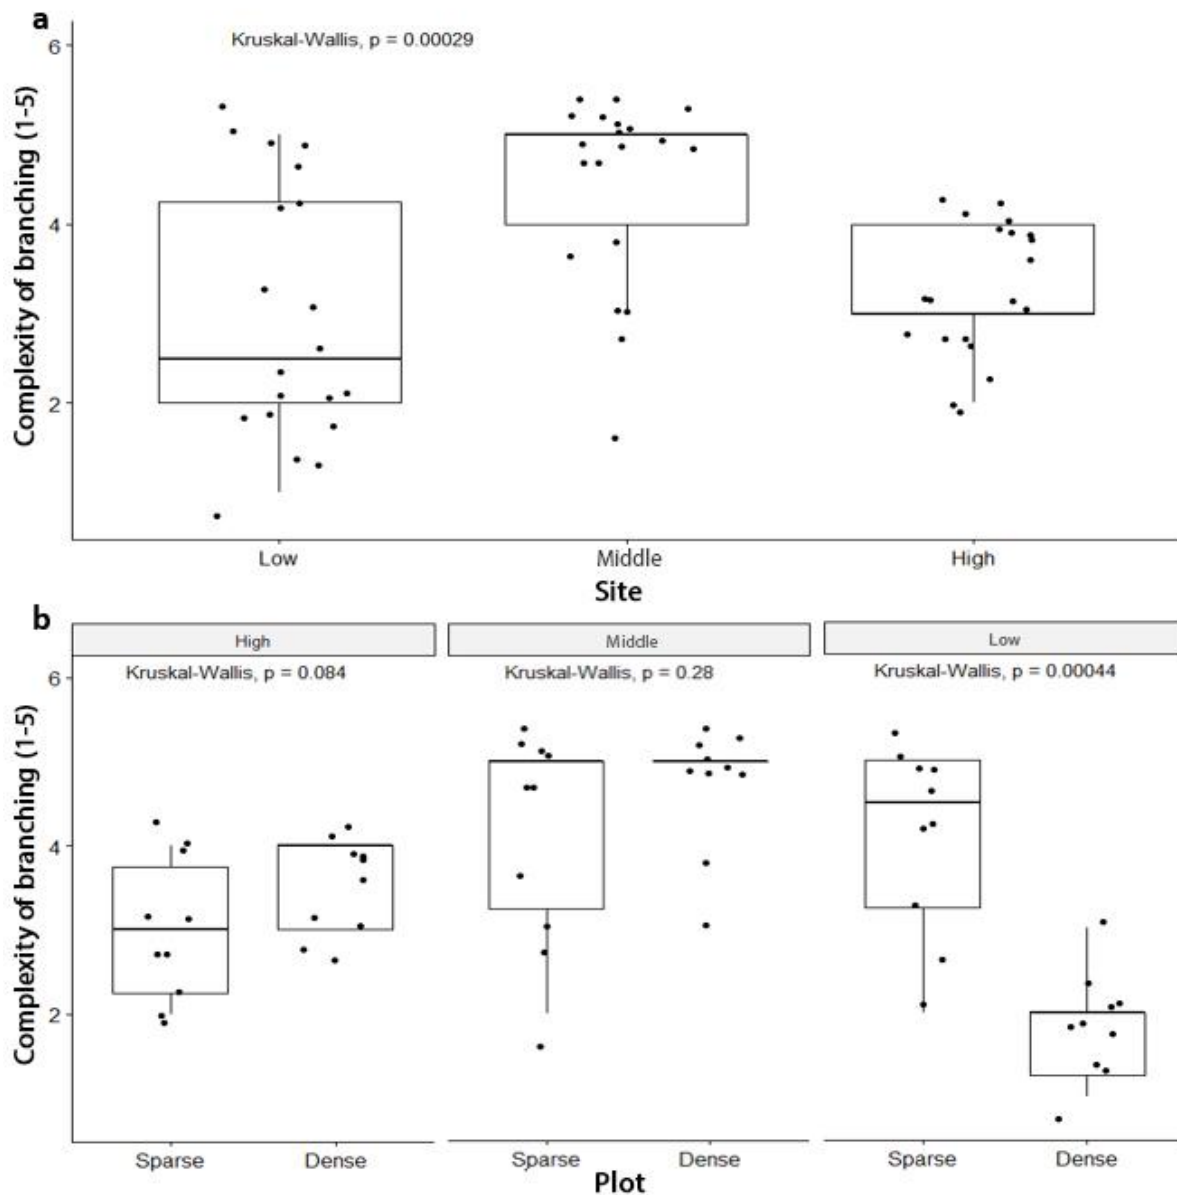 a
Kruskal-Wallis, p = 0.00029
6
4
2
Complexity of branching (1-5)
Low Middle High
Site
b
High Middle Low
Kruskal-Wallis, p = 0.084 Kruskal-Wallis, p = 0.28 Kruskal-Wallis, p = 0.00044
6
4
2
Complexity of branching (1-5)
Sparse Dense Sparse Dense Sparse Dense
Plot